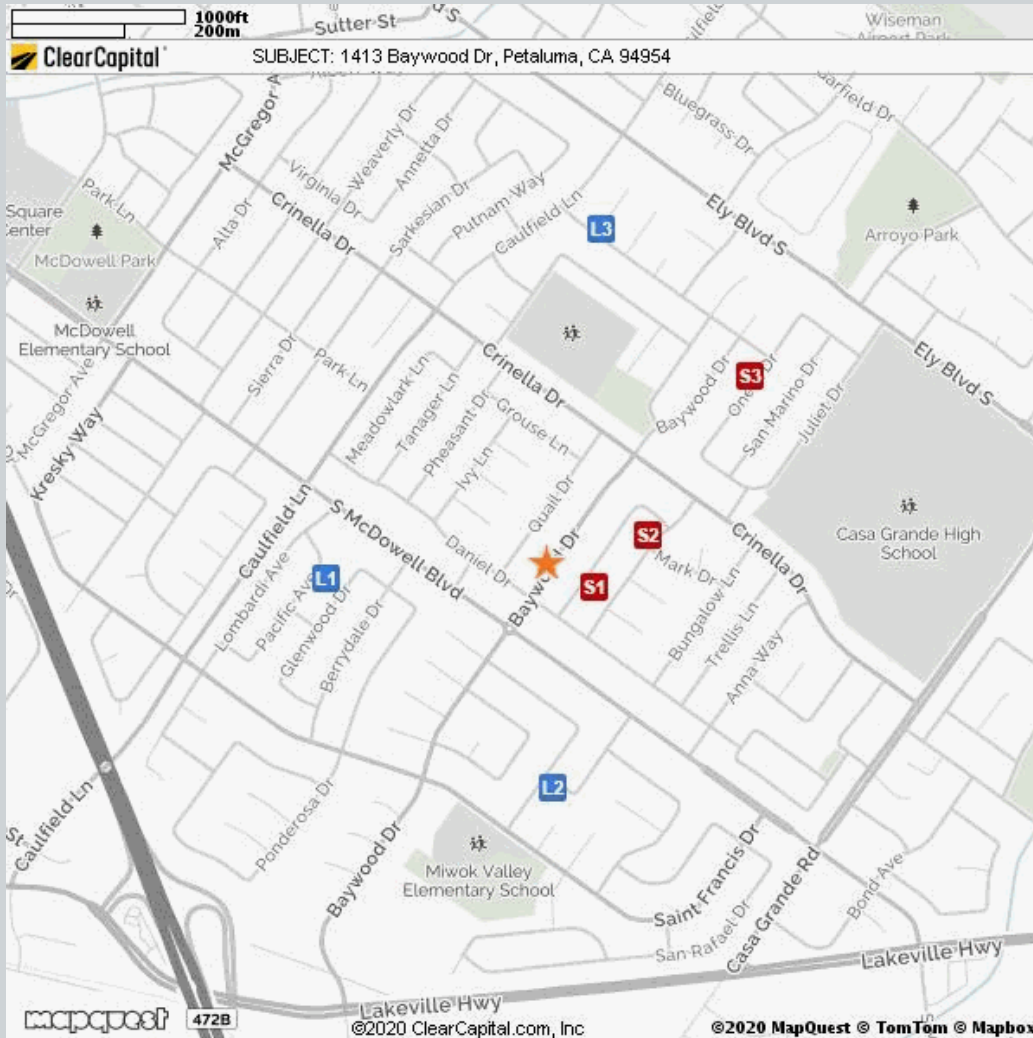 1000ft
200m
Sutter St
Wiseman
Airport Park
ClearCapital
SUBJECT: 1413 Baywood Dr, Petaluma, CA 94954
McGregor A
Weaverly Dr
Annetta Dr
Bluegrass Dr
Garfield Dr
Virginia Dr
Park Ln
Alta Dr
Crinella Dr
Sarkesian Dr
Putnam Way
Caulfield Ln
L3
Ely Blvd S
Arroyo Park
Square
Center
McDowell Park
McDowell
Elementary School
Sierra Dr
Park Ln
Crinella Dr
Baywood Dr
S3
San Marino Dr
Juliet Dr
Ely Blvd S
McGregor Ave
Kresky Way
Meadowlark Ln
Tanager Ln
Pheasant Dr
Grouse Ln
Ivy Ln
Quail Dr
Caulfield Ln
S McDowell Blvd
Daniel Dr
Baywood Dr
S2
Mark Dr
S1
Crinella Dr
Casa Grande High
School
L1
Lombardi Ave
Pacific Ave
Glenwood Dr
Berrydale Dr
Bungalow Ln
Trellis Ln
Anna Way
L2
Ponderosa Dr
Caulfield Ln
St
Baywood Dr
Miwok Valley
Elementary School
Saint Francis Dr
San Rafael Dr
Casa Grande Rd
Bond Ave
Lakeville Hwy
Lakeville Hwy
mapquest
472B
©2020 ClearCapital.com, Inc
©2020 MapQuest © TomTom © Mapbox